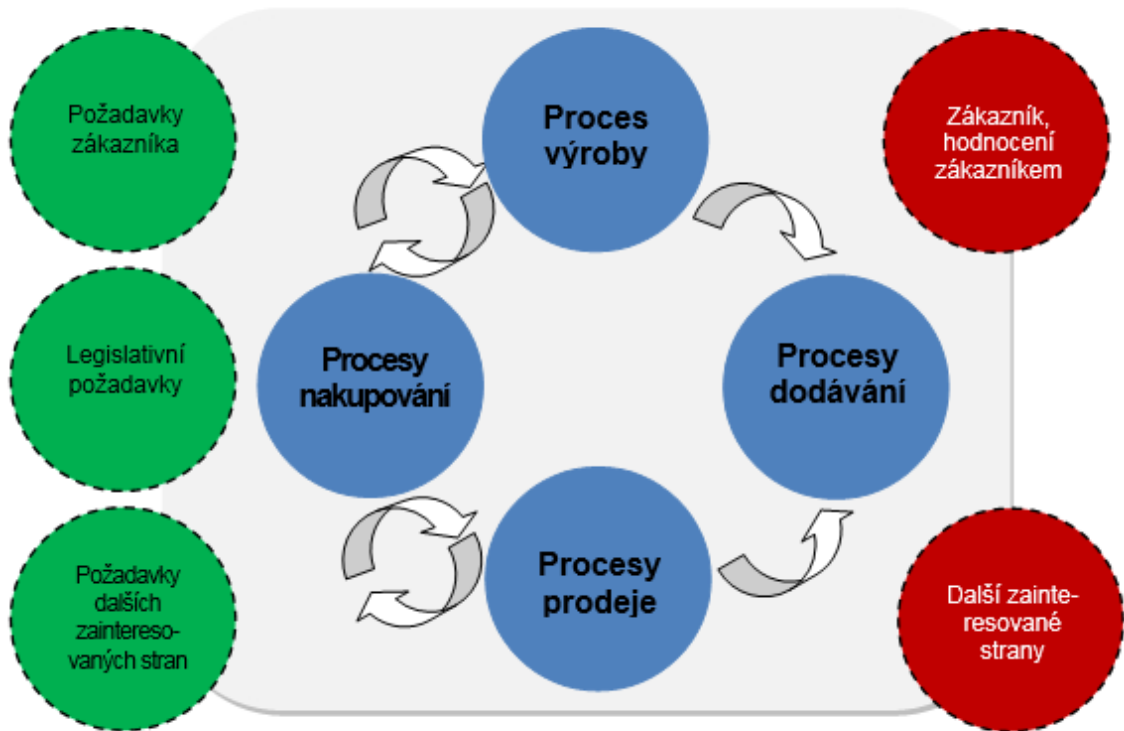 Požadavky
zákazníka
Proces
výroby
Zákazník,
hodnocení
zákazníkem
Legislativní
požadavky
Procesy
nakupování
Procesy
dodávání
Požadavky
dalších
zaintereso-
vaných stran
Procesy
prodeje
Další zainte-
resované
strany